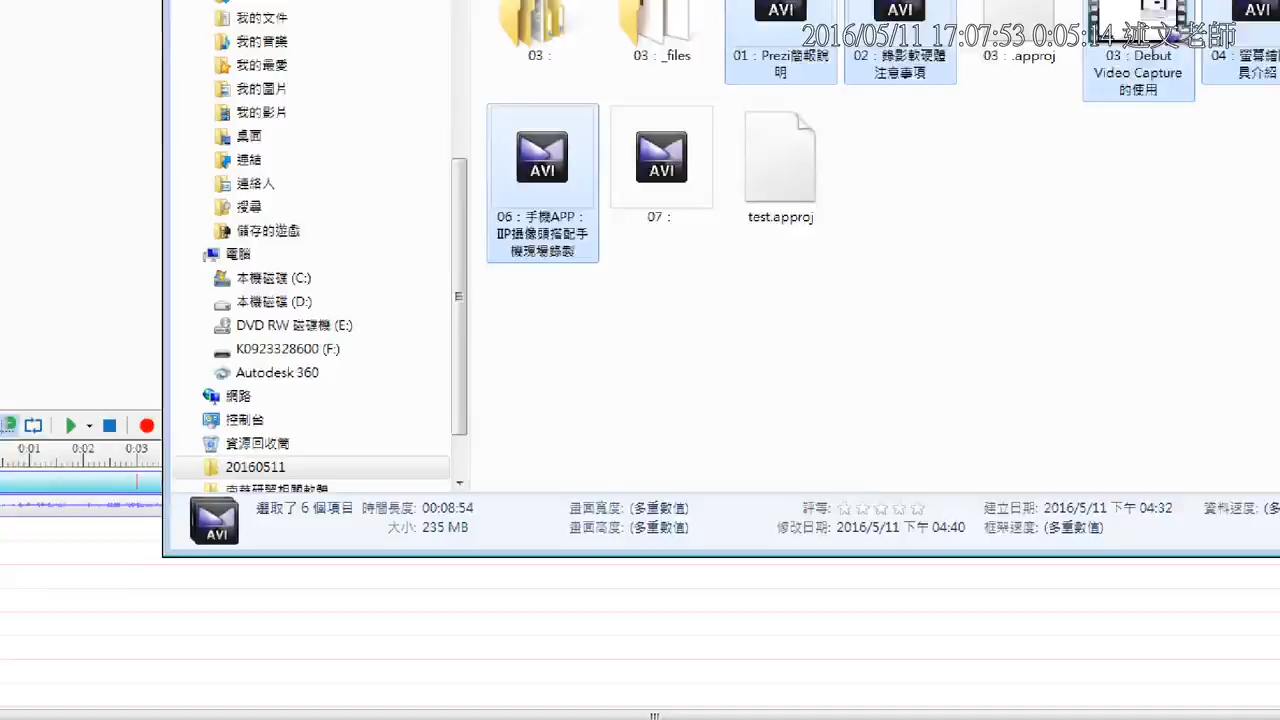 2016/05/11 17:07:53 0:05:14 述文老師
我的文件
我的音樂
我的最愛
我的圖片
我的影片
桌面
連結
連絡人
搜尋
儲存的遊戲
電腦
本機磁碟 (C:)
本機磁碟 (D:)
DVD RW 磁碟機 (E:)
K0923328600 (F:)
Autodesk 360
網路
控制台
資源回收筒
20160511
03：
03：_files
AVI
01：Prezi簡報說
明
AVI
02：錄影軟硬體
注意事項
03：.approj
03：Debut
Video Capture
的使用
AVI
04：螢幕繪
具介紹
AVI
06：手機APP：
IP攝像頭搭配手
機現場錄製
AVI
07：
test.approj
0:01 0:02 0:03
AVI
選取了 6 個項目 時間長度: 00:08:54
大小: 235 MB
畫面寬度: (多重數值)
畫面高度: (多重數值)
評等:
修改日期: 2016/5/11 下午 04:40
建立日期: 2016/5/11 下午 04:32
框架速度: (多重數值)
資料速度: (多